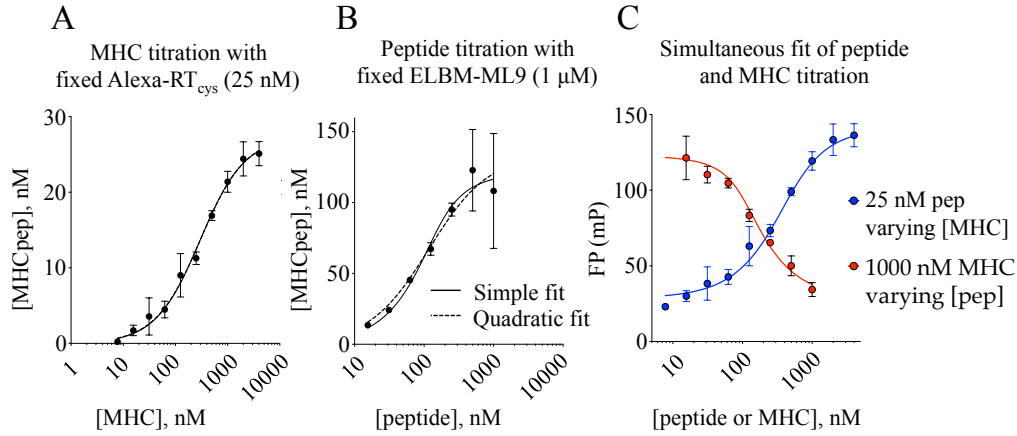 A
MHC titration with
fixed Alexa-RTcys (25 nM)
[MHCpep], nM
30
20
10
0
1
10
100
1000
10000
[MHC], nM
B
Peptide titration with
fixed ELBM-ML9 (1 μM)
[MHCpep], nM
150
100
50
0
Simple fit
Quadratic fit
10
100
1000
10000
[peptide], nM
C
Simultaneous fit of peptide
and MHC titration
FP (mP)
150
100
50
0
10
100
1000
[peptide or MHC], nM
25 nM pep
varying [MHC]
1000 nM MHC
varying [pep]